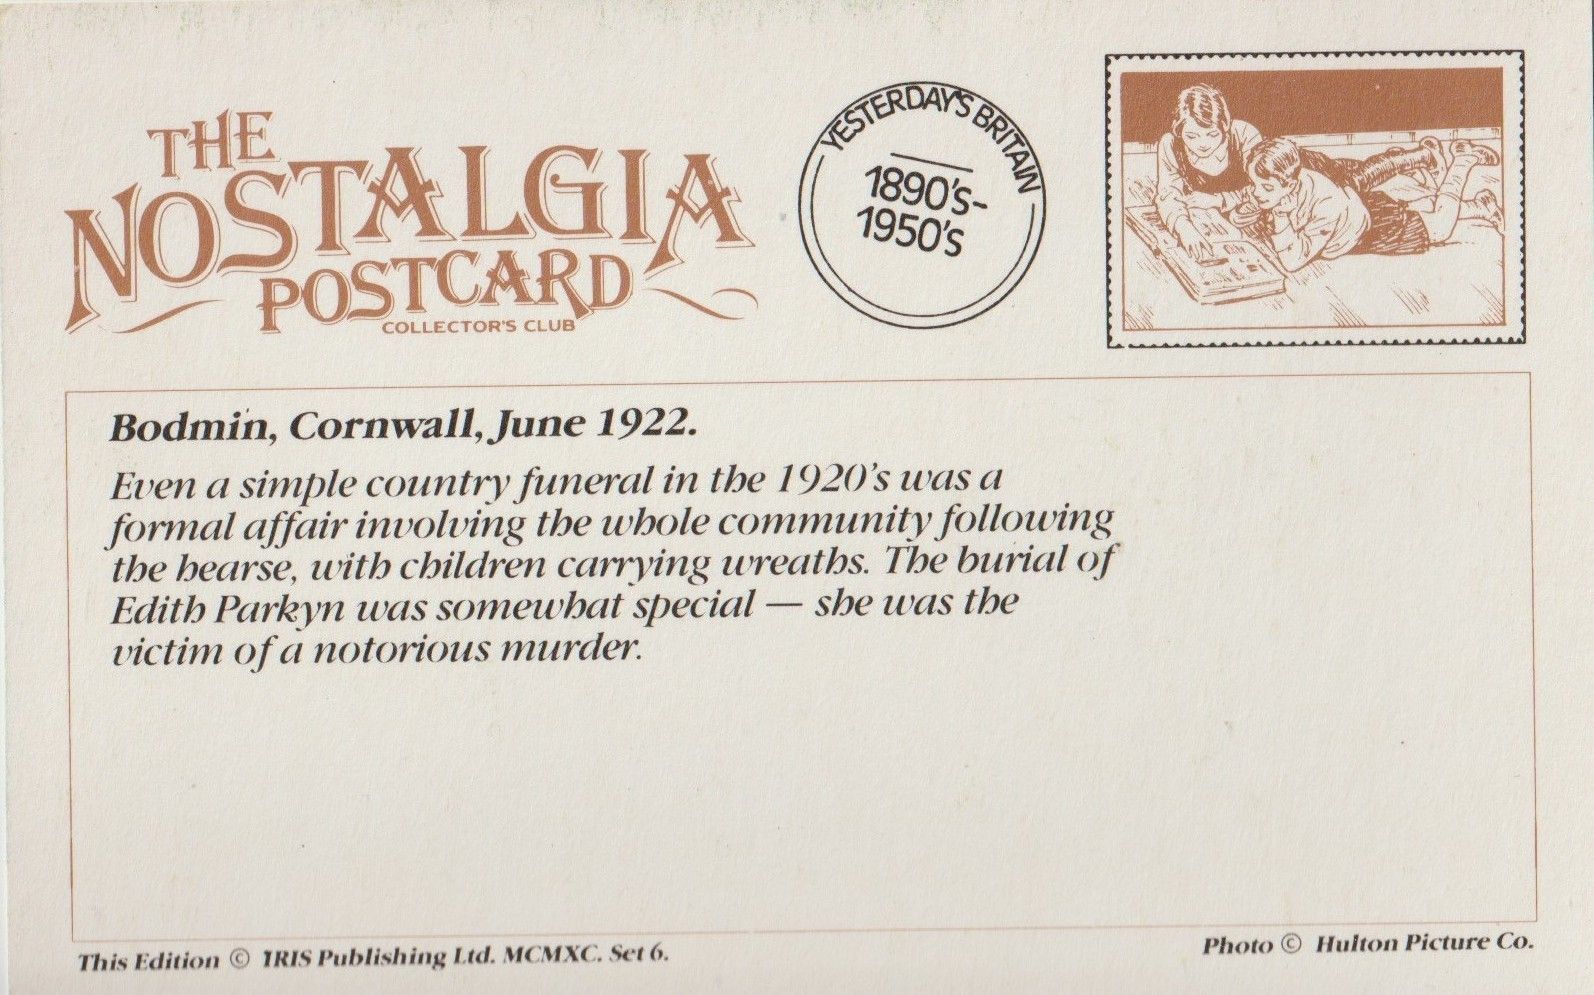 THE
NOSTALGIA
POSTCARD
COLLECTOR'S CLUB
YESTERDAY'S BRITAIN
1890's-
1950's
Bodmin, Cornwall, June 1922.
Even a simple country funeral in the 1920's was a
formal affair involving the whole community following
the hearse, with children carrying wreaths. The burial of
Edith Parkyn was somewhat special — she was the
victim of a notorious murder.
This Edition © IRIS Publishing Ltd. MCMXC. Set 6.
Photo © Hulton Picture Co.